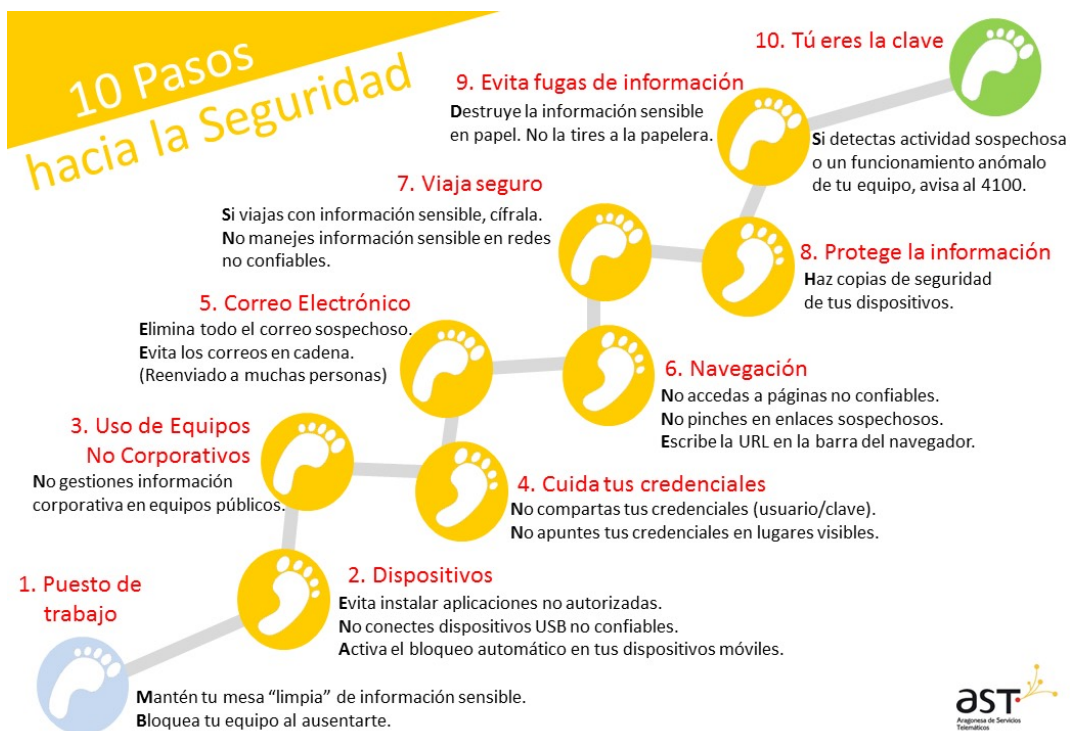 10 Pasos
hacia la Seguridad
10. Tú eres la clave
Si detectas actividad sospechosa
o un funcionamiento anómalo
de tu equipo, avisa al 4100.
9. Evita fugas de información
Destruye la información sensible
en papel. No la tires a la papelera.
7. Viaja seguro
Si viajas con información sensible, cífrala.
No manejes información sensible en redes
no confiables.
8. Protege la información
Haz copias de seguridad
de tus dispositivos.
5. Correo Electrónico
Elimina todo el correo sospechoso.
Evita los correos en cadena.
(Reenviado a muchas personas)
6. Navegación
No accedas a páginas no confiables.
No pinches en enlaces sospechosos.
Escribe la URL en la barra del navegador.
3. Uso de Equipos
No Corporativos
No gestiones información
corporativa en equipos públicos.
4. Cuida tus credenciales
No compartas tus credenciales (usuario/clave).
No apuntes tus credenciales en lugares visibles.
1. Puesto de
trabajo
2. Dispositivos
Evita instalar aplicaciones no autorizadas.
No conectes dispositivos USB no confiables.
Activa el bloqueo automático en tus dispositivos móviles.
Mantén tu mesa “limpia” de información sensible.
Bloquea tu equipo al ausentarte.
aST
Aragonesa de Servicios
Telemáticos